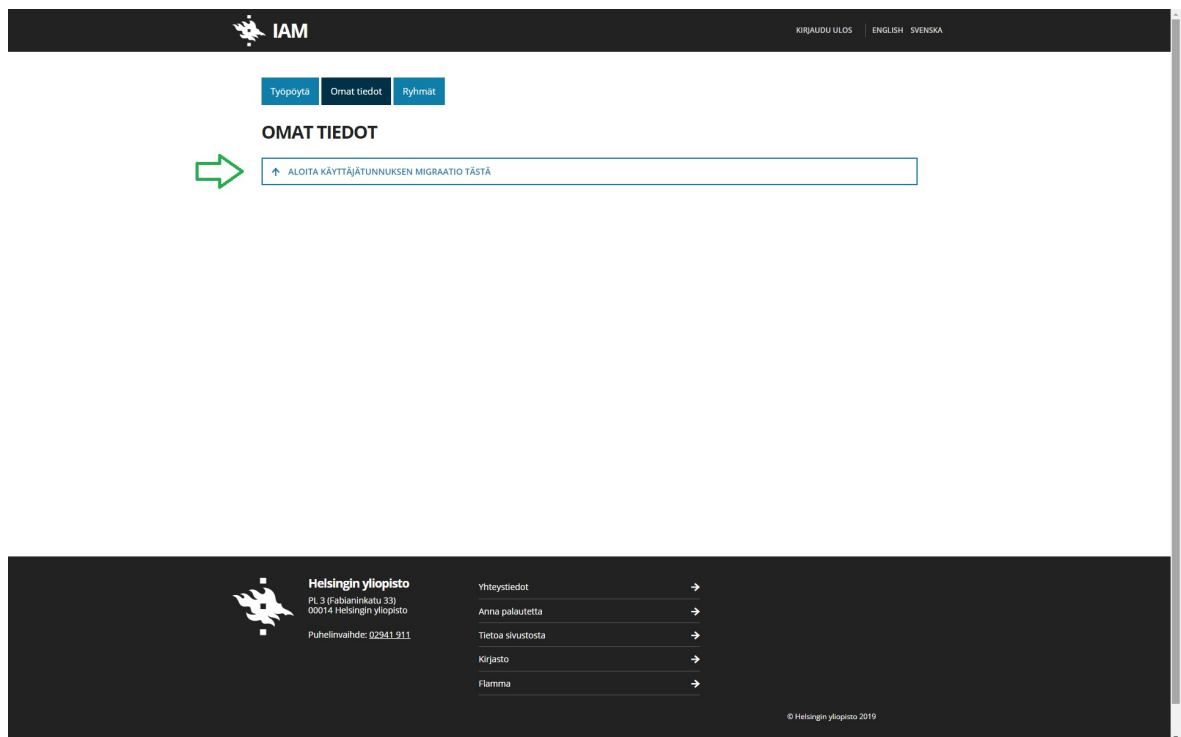 IAM
KIRJAUDU ULOS
ENGLISH SVENSKA
Työpöytä
Omat tiedot
Ryhmät
OMAT TIEDOT
ALOITA KÄYTTÄJÄTUNNUKSEN MIGRAATIO TÄSTÄ
Helsingin yliopisto
PL 3 (Fabianinkatu 33)
00014 Helsingin yliopisto
Puhelinvaihde: 02941 911
Yhteystiedot
Anna palautetta
Tietoa sivustosta
Kirjasto
Flamma
© Helsingin yliopisto 2019